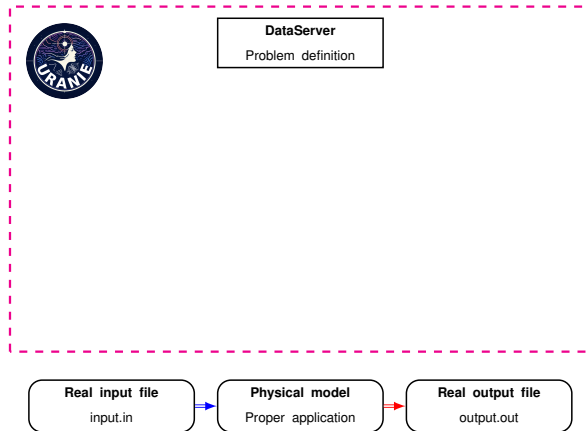 DataServer
Problem definition
URANIE
Real input file
input.in
Physical model
Proper application
Real output file
output.out